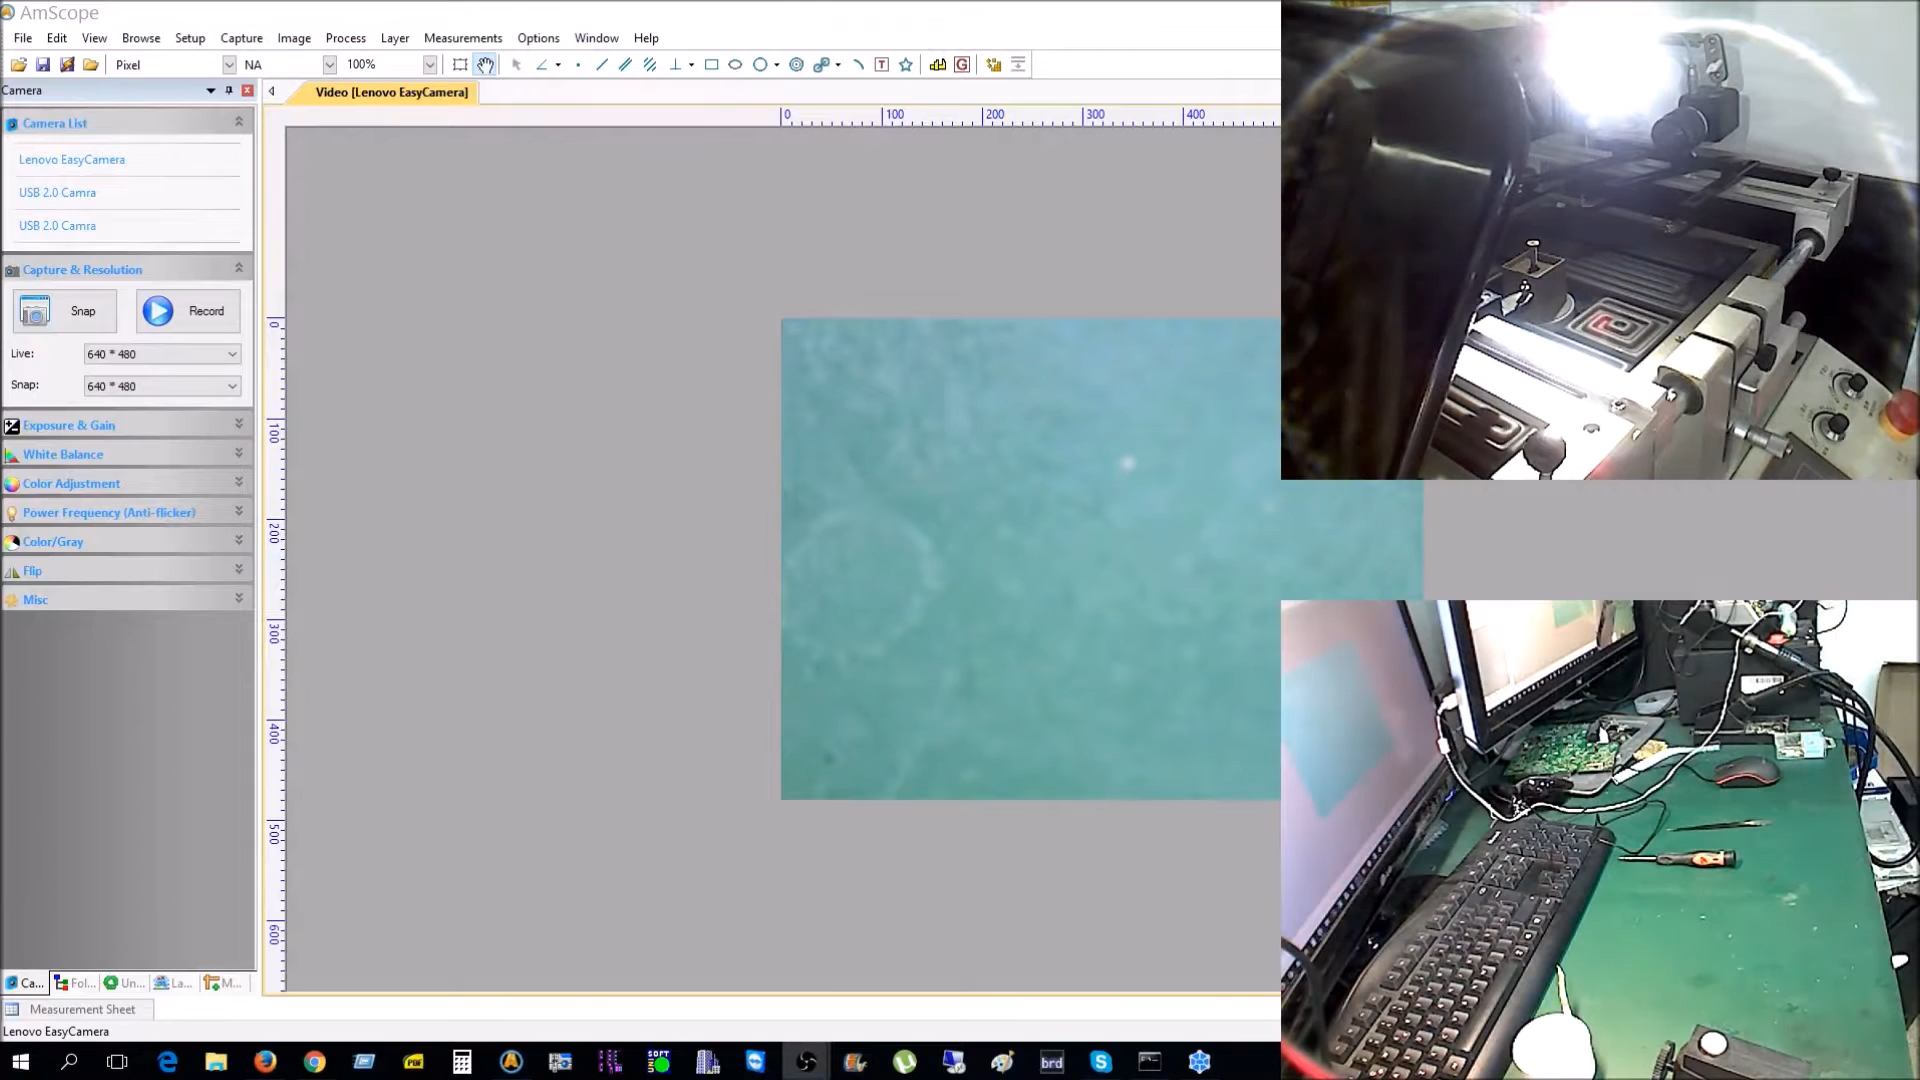 AmScope
File Edit View Browse Setup Capture Image Process Layer Measurements Options Window Help
Pixel NA 100%
Camera
Video [Lenovo EasyCamera]
Camera List
Lenovo EasyCamera
USB 2.0 Camra
USB 2.0 Camra
Capture & Resolution
Snap Record
Live: 640 * 480
Snap: 640 * 480
Exposure & Gain
White Balance
Color Adjustment
Power Frequency (Anti-flicker)
Color/Gray
Flip
Misc
0 100 200 300 400
0 100 200 300 400 500 600
Ca... Fol... Un... La... M...
Measurement Sheet
Lenovo EasyCamera
PDF
SOFT
brd